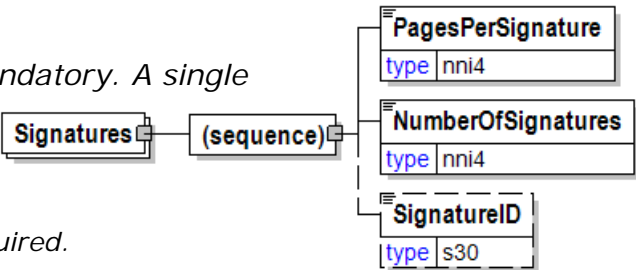 PagesPerSignature
type nni4
ndatory. A single
Signatures
(sequence)
NumberOfSignatures
type nni4
SignatureID
type s30
uired.